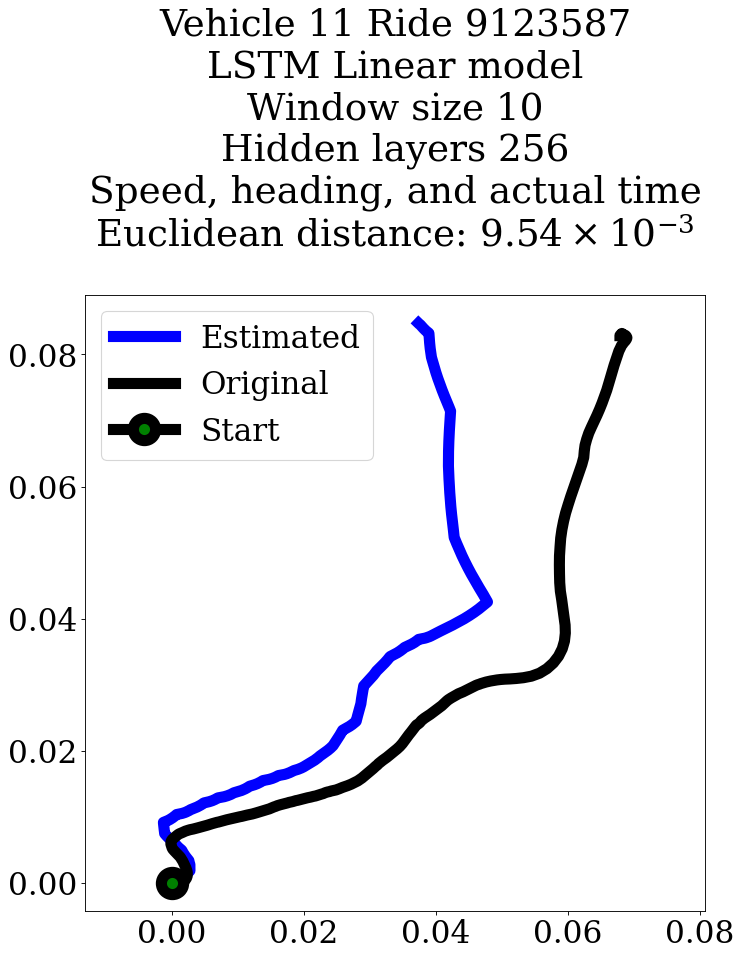 Vehicle 11 Ride 9123587
LSTM Linear model
Window size 10
Hidden layers 256
Speed, heading, and actual time
Euclidean distance: 9.54 × 10⁻³
Estimated
Original
Start
0.08
0.06
0.04
0.02
0.00
0.00 0.02 0.04 0.06 0.08